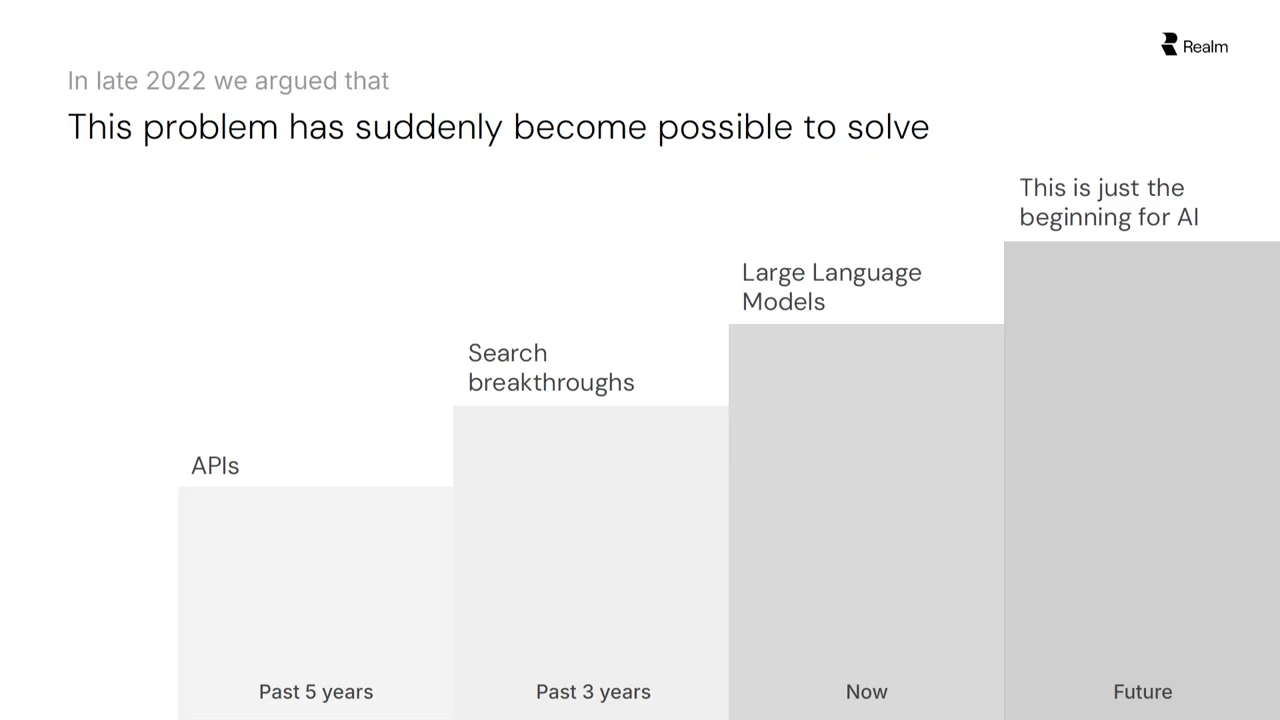 Realm
In late 2022 we argued that
This problem has suddenly become possible to solve
This is just the
beginning for AI
Large Language
Models
Search
breakthroughs
APIs
Past 5 years
Past 3 years
Now
Future